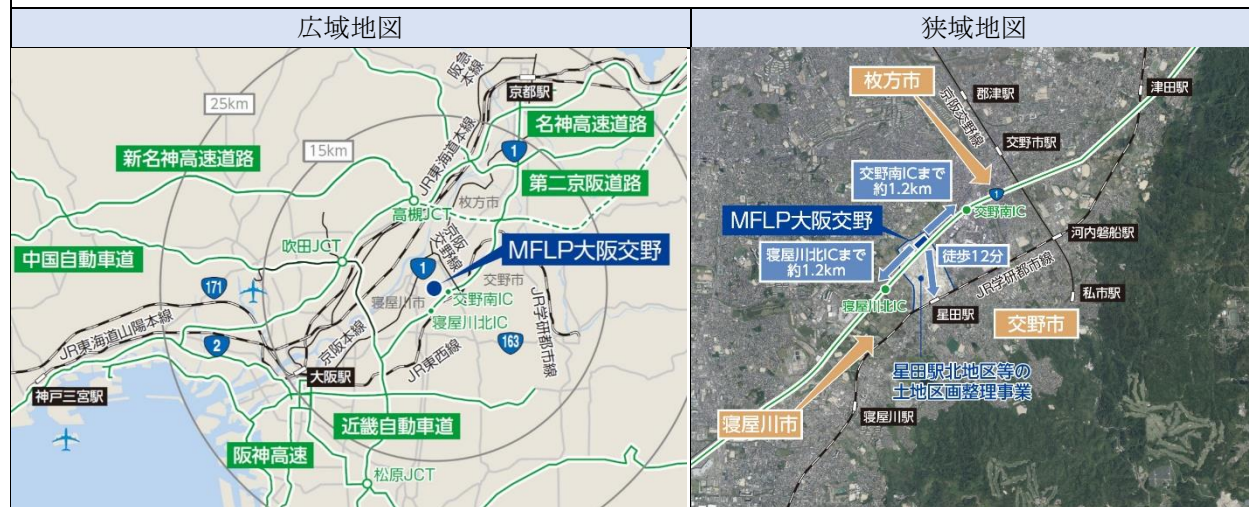 広域地図
狭域地図
阪急本線
京都駅
25km
名神高速道路
15km
新名神高速道路
JR東海道本線
1
第二京阪道路
枚方市
高槻JCT
吹田JCT
京阪交野線
MFLP大阪交野
中国自動車道
1
交野市
171
寝屋川市
交野南IC
寝屋川北IC
JR学研都市線
JR東海道山陽本線
2
京阪本線
163
JR東西線
大阪駅
神戸三宮駅
近畿自動車道
阪神高速
松原JCT
枚方市
郡津駅
津田駅
京阪交野線
交野市駅
交野南ICまで
約1.2km
1
交野南IC
MFLP大阪交野
河内磐船駅
寝屋川北ICまで
約1.2km
徒歩12分
JR学研都市線
寝屋川北IC
私市駅
星田駅
交野市
星田駅北地区等の
土地区画整理事業
寝屋川市
寝屋川駅